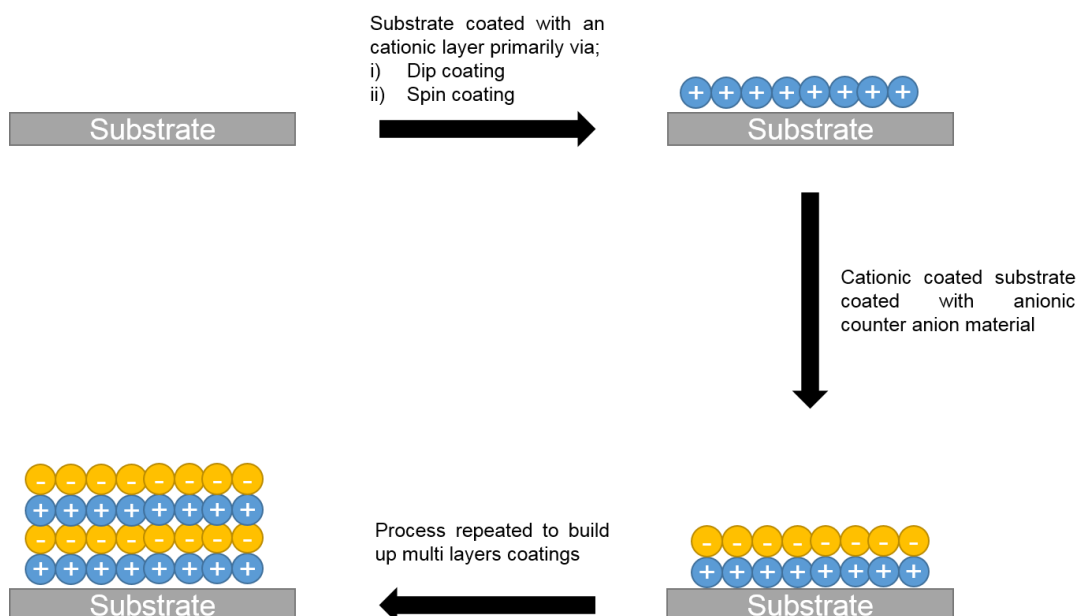 Substrate
Substrate coated with an
cationic layer primarily via;
i) Dip coating
ii) Spin coating
+ + + + + + + +
Substrate
Cationic coated substrate
coated with anionic
counter anion material
- - - - - - - -
+ + + + + + + +
Substrate
Process repeated to build
up multi layers coatings
- - - - - - - -
+ + + + + + + +
- - - - - - - -
+ + + + + + + +
Substrate